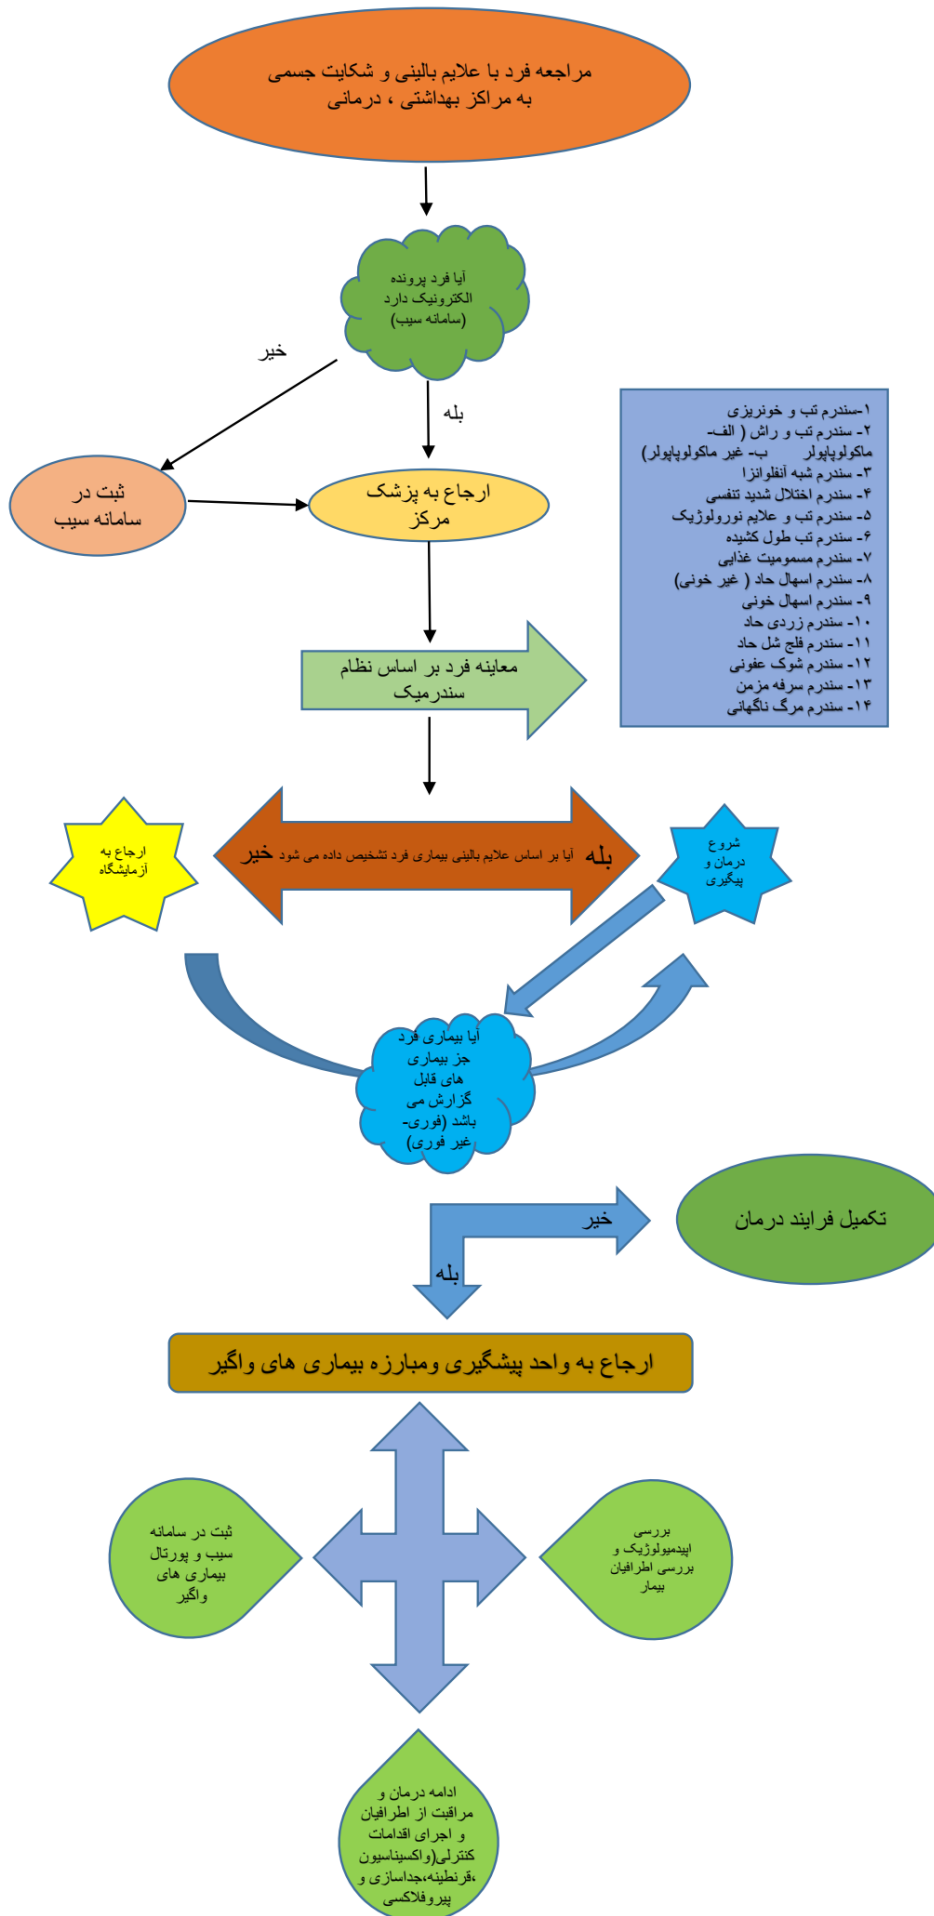 مراجعه فرد با علایم بالینی و شکایت جسمی
به مراکز بهداشتی ، درمانی
آیا فرد پرونده
الکترونیک دارد
(سامانه سیب)
خیر
بله
ثبت در
سامانه سیب
ارجاع به پزشک
مرکز
معاینه فرد بر اساس نظام
سندرمیک
۱-سندرم تب و خونریزی
۲- سندرم تب و راش ( الف-
ماکولوپاپولر ب- غیر ماکولوپاپولر)
۳- سندرم شبه آنفلوانزا
۴- سندرم اختلال شدید تنفسی
۵- سندرم تب و علایم نورولوژیک
۶- سندرم تب طول کشیده
۷- سندرم مسمومیت غذایی
۸- سندرم اسهال حاد ( غیر خونی)
۹- سندرم اسهال خونی
۱۰- سندرم زردی حاد
۱۱- سندرم فلج شل حاد
۱۲- سندرم شوک عفونی
۱۳- سندرم سرفه مزمن
۱۴- سندرم مرگ ناگهانی
بله آیا بر اساس علایم بالینی بیماری فرد تشخیص داده می شود خیر
شروع
درمان و
پیگیری
ارجاع به
آزمایشگاه
آیا بیماری فرد
جز بیماری
های قابل
گزارش می
باشد (فوری-
غیر فوری)
خیر
بله
تکمیل فرایند درمان
ارجاع به واحد پیشگیری ومبارزه بیماری های واگیر
بررسی
اپیدمیولوژیک و
بررسی اطرافیان
بیمار
ثبت در سامانه
سیب و پورتال
بیماری های
واگیر
ادامه درمان و
مراقبت از اطرافیان
و اجرای اقدامات
کنترلی(واکسیناسیون
،قرنطینه،جداسازی و
پیروفلاکسی